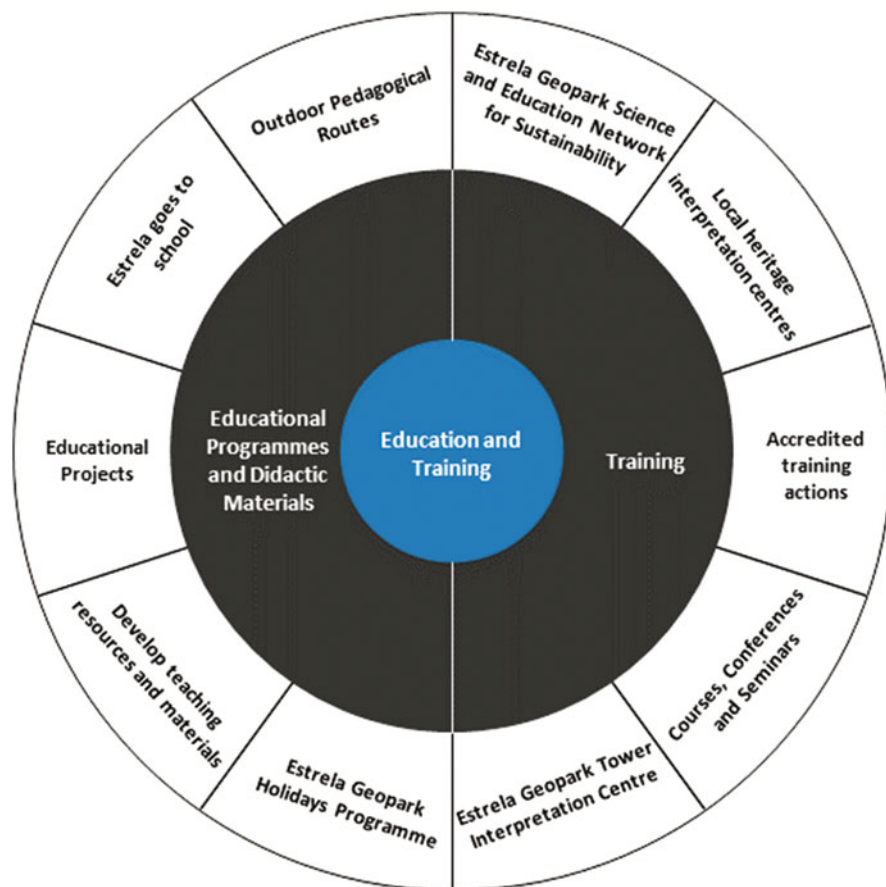 Education and
Training
Educational
Programmes
and Didactic
Materials
Training
Estrela Geopark Science
and Education Network
for Sustainability
Local heritage
interpretation centres
Accredited
training
actions
Courses, Conferences
and Seminars
Estrela Geopark Tower
Interpretation Centre
Estrela Geopark
Holidays Programme
Develop teaching
resources and materials
Educational
Projects
Estrela goes to
school
Outdoor Pedagogical
Routes